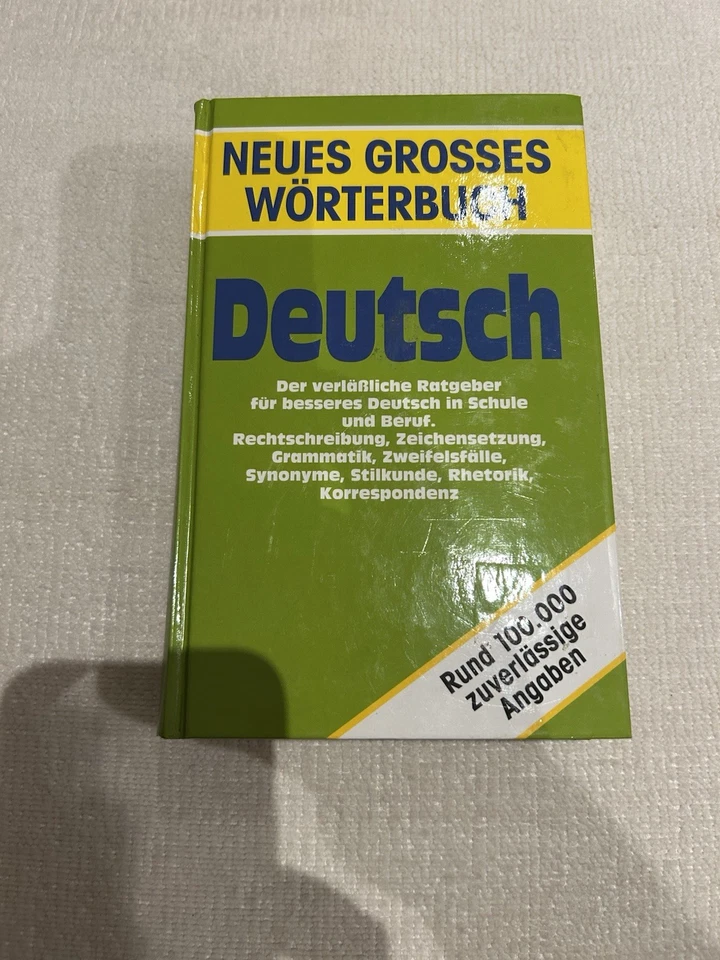 NEUES GROSSES
WÖRTERBUCH
Deutsch
Der verläßliche Ratgeber
für besseres Deutsch in Schule
und Beruf.
Rechtschreibung, Zeichensetzung,
Grammatik, Zweifelsfälle,
Synonyme, Stilkunde, Rhetorik,
Korrespondenz
Rund 100.000
zuverlässige
Angaben